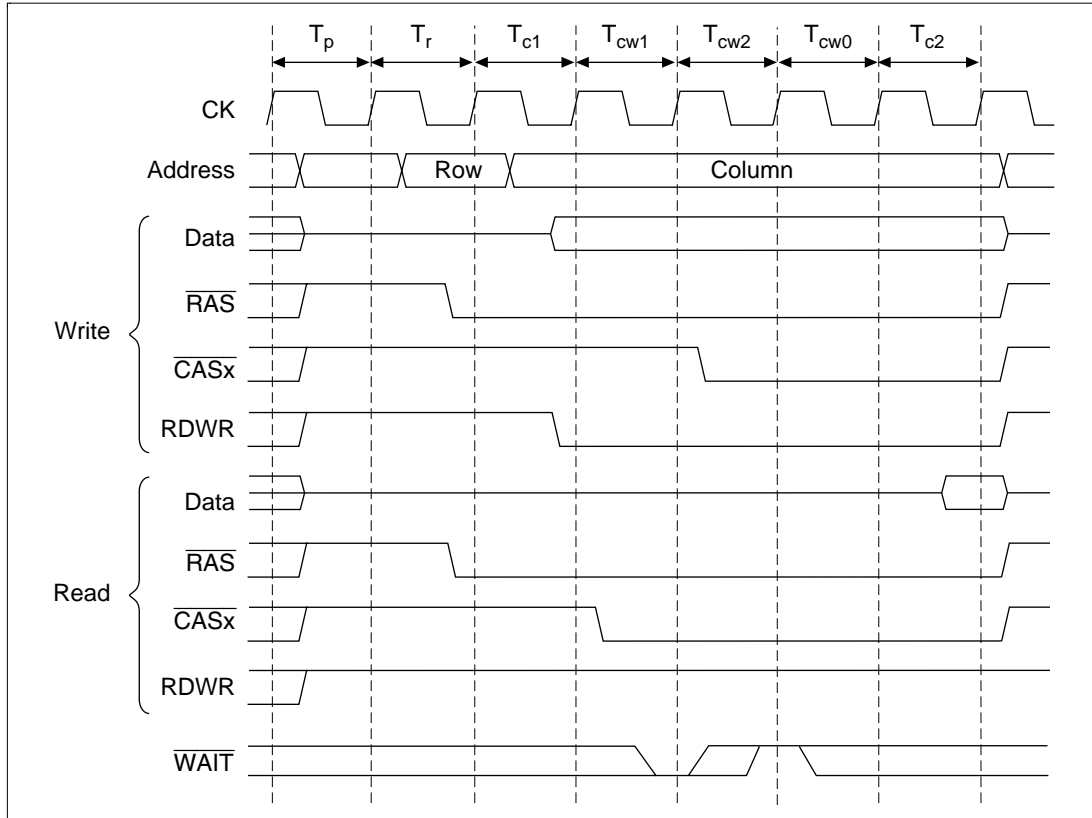 Tp Tr Tc1 Tcw1 Tcw2 Tcw0 Tc2
CK
Address Row Column
Data
RAS
Write
CASx
RDWR
Data
RAS
Read
CASx
RDWR
WAIT